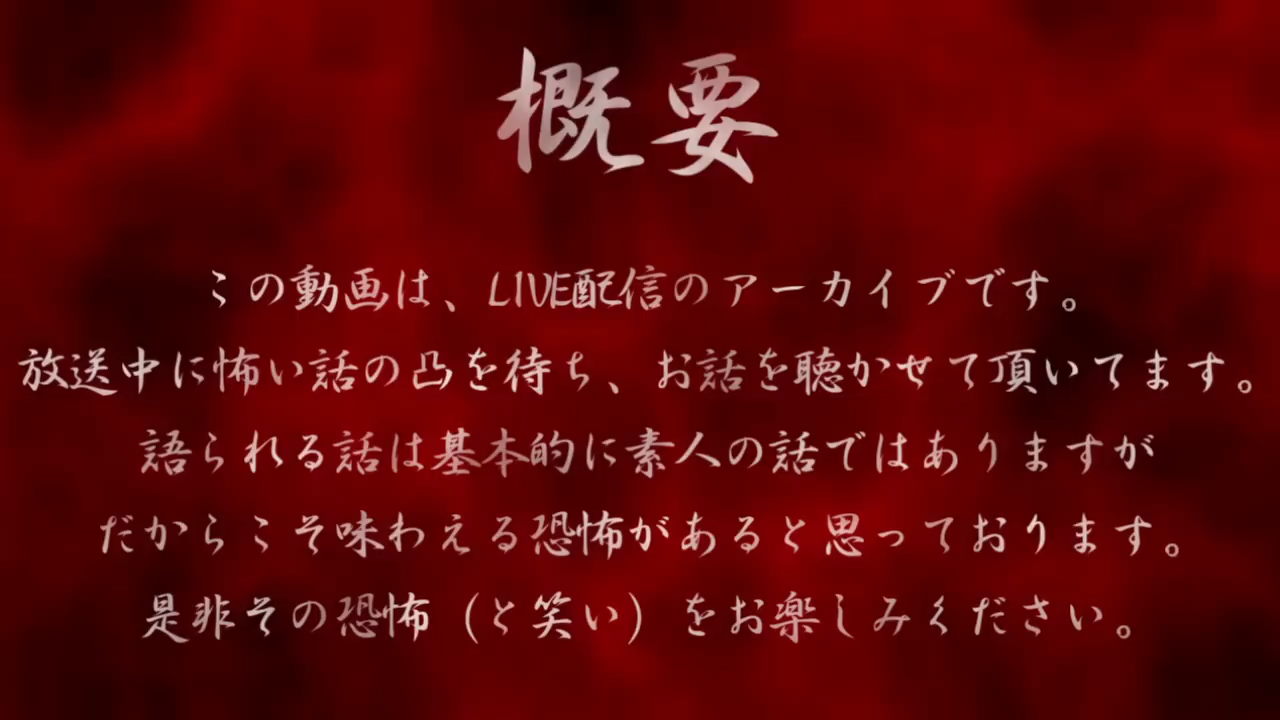 概要
この動画は、LIVE配信のアーカイブです。
放送中に怖い話の凸を待ち、お話を聴かせて頂いてます。
語られる話は基本的に素人の話ではありますが
だからこそ味わえる恐怖があると思っております。
是非その恐怖（と笑い）をお楽しみください。